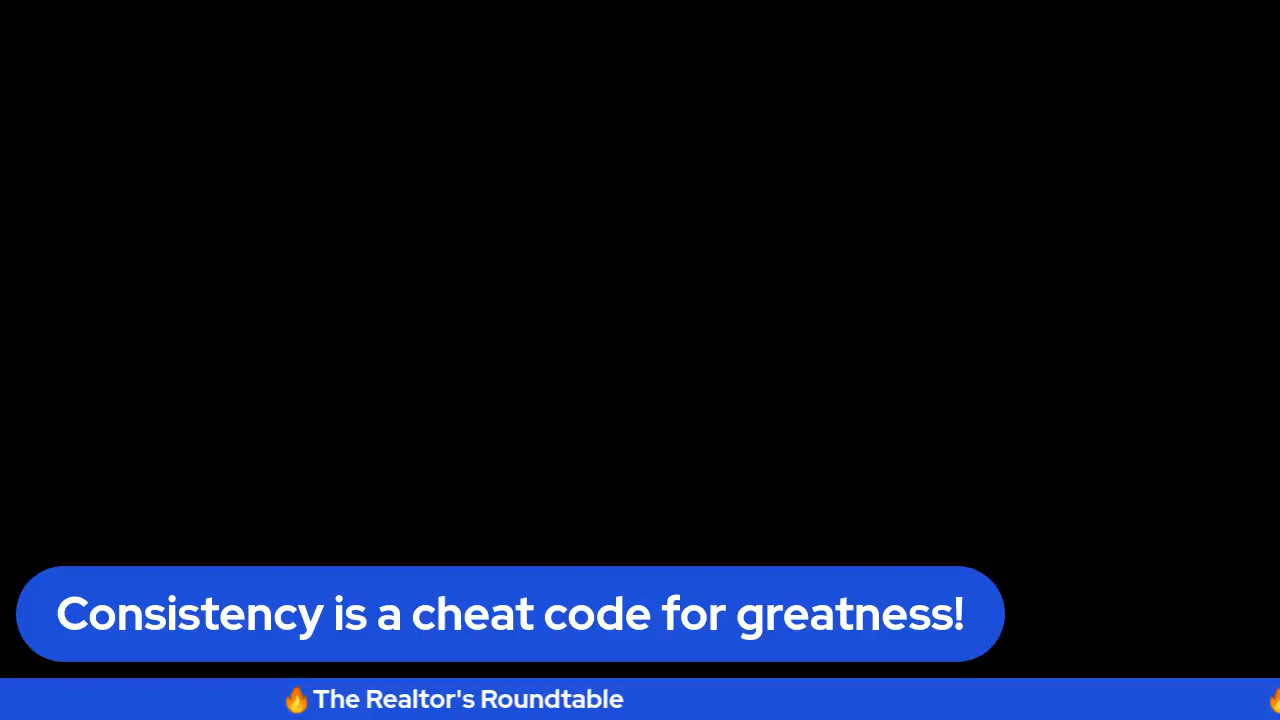 Consistency is a cheat code for greatness!
🔥The Realtor's Roundtable